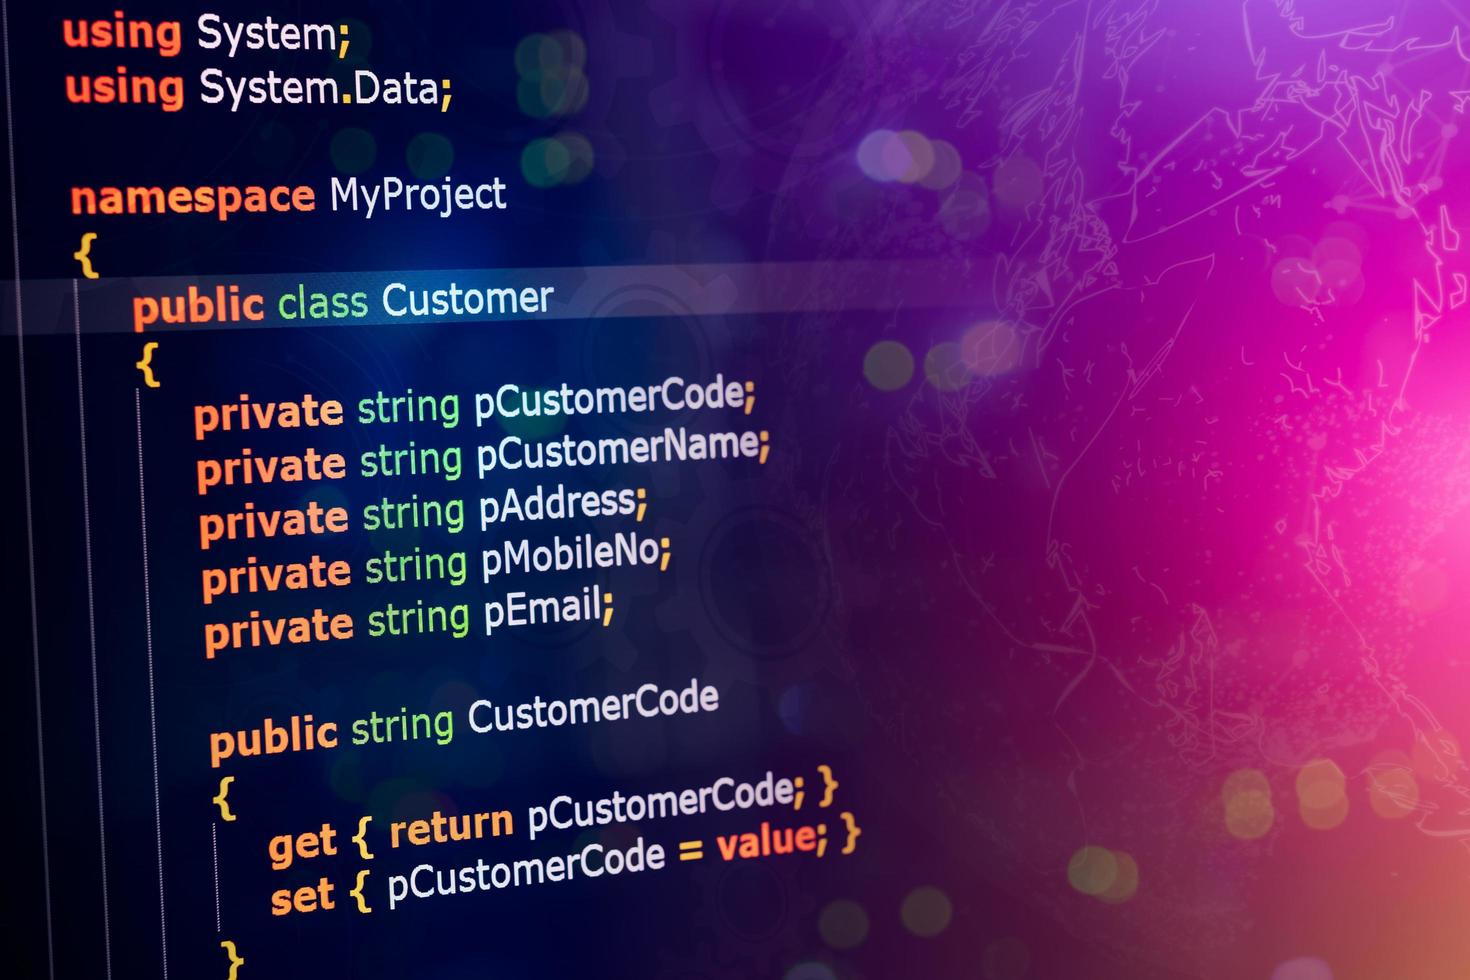 using System;
using System.Data;
namespace MyProject
{
public class Customer
{
private string pCustomerCode;
private string pCustomerName;
private string pAddress;
private string pMobileNo;
private string pEmail;
public string CustomerCode
{
get { return pCustomerCode; }
set { pCustomerCode = value; }
}